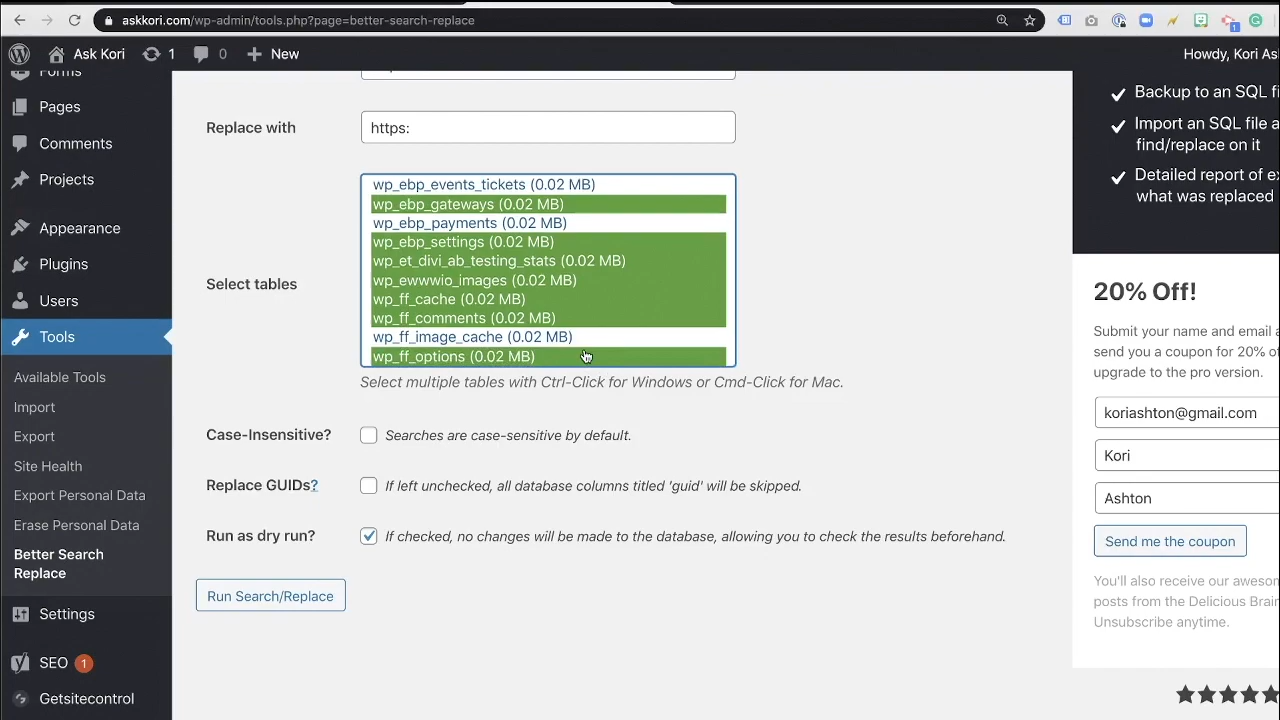 askkori.com/wp-admin/tools.php?page=better-search-replace
Ask Kori
1
0
New
Howdy, Kori As
Forms
Pages
Comments
Projects
Appearance
Plugins
Users
Tools
Available Tools
Import
Export
Site Health
Export Personal Data
Erase Personal Data
Better Search
Replace
Settings
SEO 1
Getsitecontrol
Replace with
https:
Select tables
wp_ebp_events_tickets (0.02 MB)
wp_ebp_gateways (0.02 MB)
wp_ebp_payments (0.02 MB)
wp_ebp_settings (0.02 MB)
wp_et_divi_ab_testing_stats (0.02 MB)
wp_ewwwio_images (0.02 MB)
wp_ff_cache (0.02 MB)
wp_ff_comments (0.02 MB)
wp_ff_image_cache (0.02 MB)
wp_ff_options (0.02 MB)
Select multiple tables with Ctrl-Click for Windows or Cmd-Click for Mac.
Case-Insensitive?
Searches are case-sensitive by default.
Replace GUIDs?
If left unchecked, all database columns titled 'guid' will be skipped.
Run as dry run?
If checked, no changes will be made to the database, allowing you to check the results beforehand.
Run Search/Replace
Backup to an SQL fi
Import an SQL file a
find/replace on it
Detailed report of ex
what was replaced
20% Off!
Submit your name and email a
send you a coupon for 20% o
upgrade to the pro version.
koriashton@gmail.com
Kori
Ashton
Send me the coupon
You'll also receive our aweso
posts from the Delicious Brai
Unsubscribe anytime.